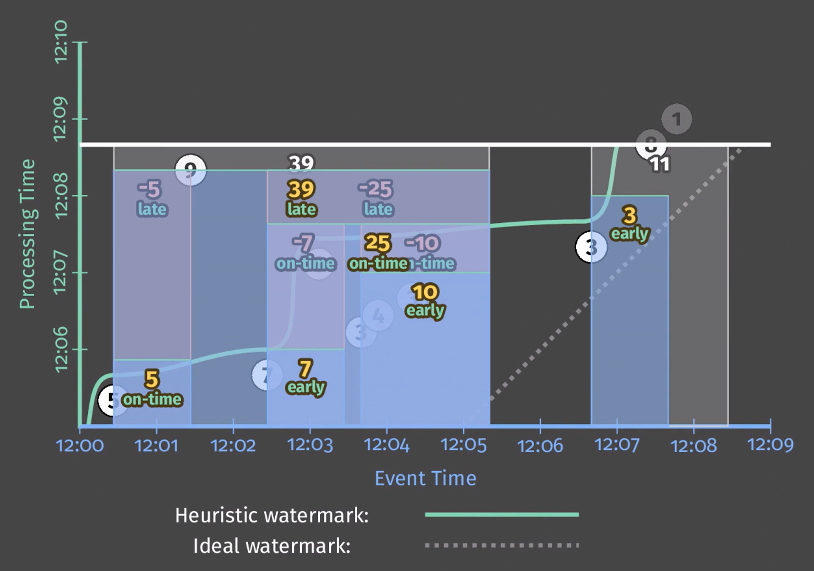 12:10
12:09
12:08
12:07
12:06
Processing Time
1
8
11
9
39
-5
late
39
late
-25
late
3
early
-7
on-time
25
on-time
-10
-time
3
10
early
4
3
5
on-time
7
7
early
5
12:00 12:01 12:02 12:03 12:04 12:05 12:06 12:07 12:08 12:09
Event Time
Heuristic watermark:
Ideal watermark: